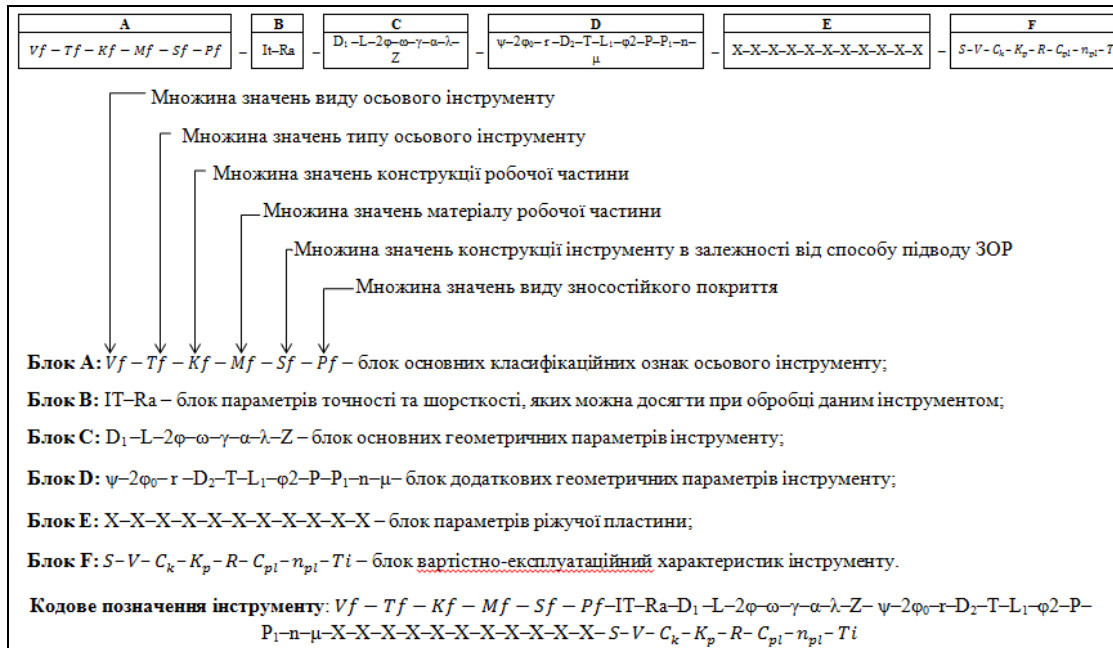 A B C D E F
Vf – Tf – Kf – Mf – Sf – Pf – It–Ra – D₁–L–2φ–ω–γ–α–λ– – ψ–2φ₀–r–D₂–T–L₁–φ2–P–P₁–n– – X–X–X–X–X–X–X–X–X–X–X – S-V-Cₖ-Kₚ-R-Cₚₗ-nₚₗ-T
Z μ
Множина значень виду осьового інструменту
Множина значень типу осьового інструменту
Множина значень конструкції робочої частини
Множина значень матеріалу робочої частини
Множина значень конструкції інструменту в залежності від способу підводу ЗОР
Множина значень виду зносостійкого покриття
Блок A: Vf – Tf – Kf – Mf – Sf – Pf – блок основних класифікаційних ознак осьового інструменту;
Блок B: IT–Ra – блок параметрів точності та шорсткості, яких можна досягти при обробці даним інструментом;
Блок C: D₁–L–2φ–ω–γ–α–λ–Z – блок основних геометричних параметрів інструменту;
Блок D: ψ–2φ₀–r –D₂–T–L₁–φ2–P–P₁–n–μ– блок додаткових геометричних параметрів інструменту;
Блок E: X–X–X–X–X–X–X–X–X–X–X – блок параметрів ріжучої пластини;
Блок F: S-V- Cₖ- Kₚ- R- Cₚₗ- nₚₗ- Ti – блок вартістно-експлуатаційний характеристик інструменту.
Кодове позначення інструменту: Vf – Tf – Kf – Mf – Sf – Pf–IT–Ra–D₁–L–2φ–ω–γ–α–λ–Z– ψ–2φ₀–r–D₂–T–L₁–φ2–P–
P₁–n–μ–X–X–X–X–X–X–X–X–X–X–X– S-V- Cₖ- Kₚ- R- Cₚₗ- nₚₗ- Ti